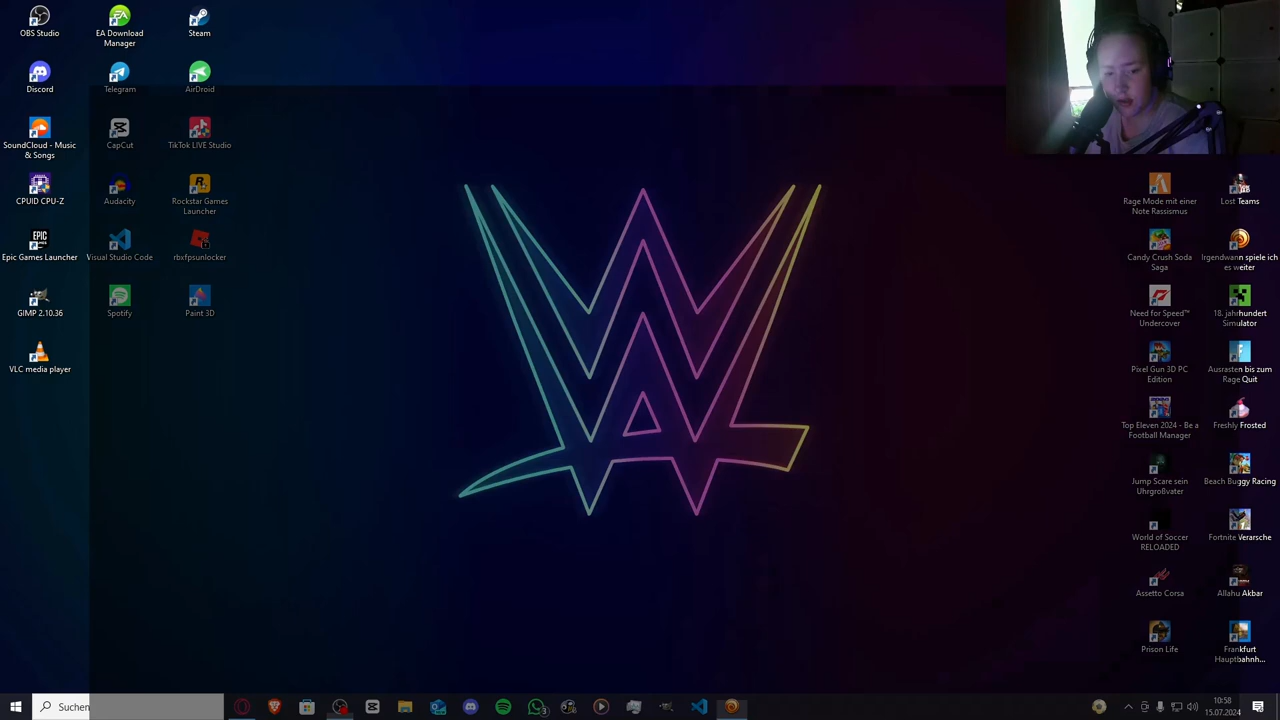 OBS Studio
EA Download
Manager
Steam
Discord
Telegram
AirDroid
SoundCloud - Music
& Songs
CapCut
TikTok LIVE Studio
CPUID CPU-Z
Audacity
Rockstar Games
Launcher
Epic Games Launcher
Visual Studio Code
rbxfpsunlocker
GIMP 2.10.36
Spotify
Paint 3D
VLC media player
Rage Mode mit einer
Note Rassismus
Lost Teams
Candy Crush Soda
Saga
Irgendwann spiele ich
es weiter
Need for Speed™
Undercover
18. jahrhundert
Simulator
Pixel Gun 3D PC
Edition
Ausrasten bis zum
Rage Quit
Top Eleven 2024 - Be a
Football Manager
Freshly Frosted
Jump Scare sein
Uhrgroßvater
Beach Buggy Racing
World of Soccer
RELOADED
Fortnite Verarsche
Assetto Corsa
Allahu Akbar
Prison Life
Frankfurt
Hauptbahnh...
Suchen
10:58
15.07.2024